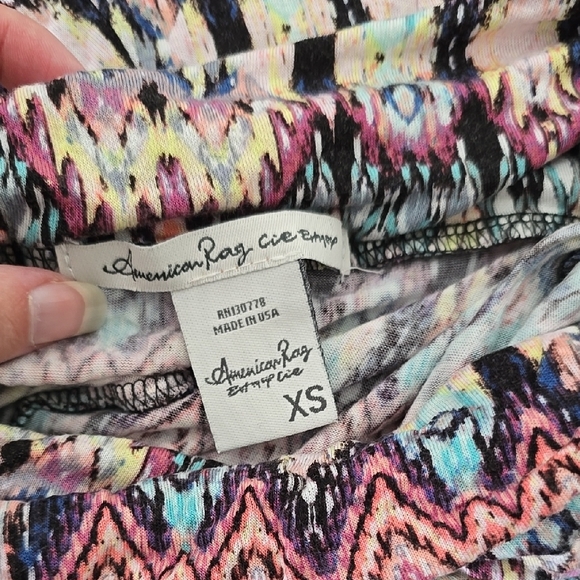 American Rag Cie
RN130778
MADE IN USA
American Rag
Cie
XS